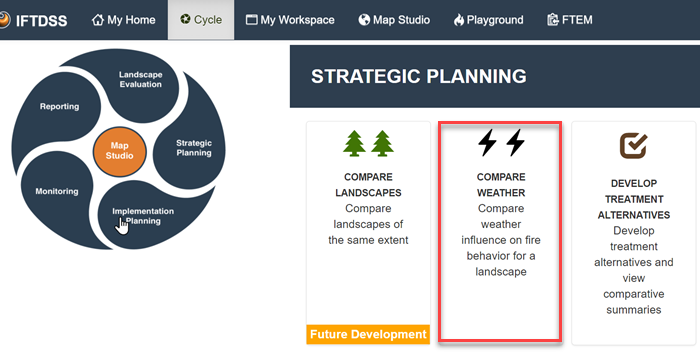 IFTDSS
My Home
Cycle
My Workspace
Map Studio
Playground
FTEM
Landscape
Evaluation
Reporting
Map
Studio
Strategic
Planning
Monitoring
Implementation
Planning
STRATEGIC PLANNING
COMPARE
LANDSCAPES
Compare
landscapes of
the same extent
Future Development
COMPARE
WEATHER
Compare
weather
influence on fire
behavior for a
landscape
DEVELOP
TREATMENT
ALTERNATIVES
Develop
treatment
alternatives and
view
comparative
summaries